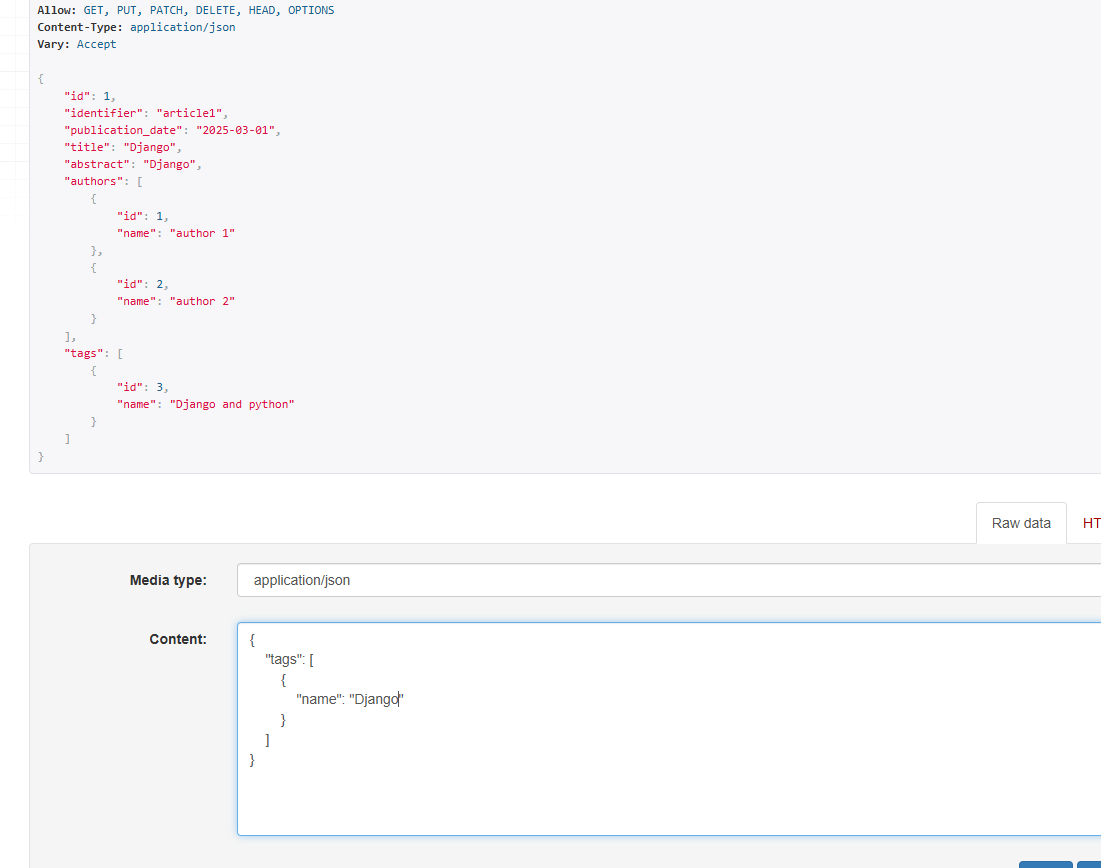 Allow: GET, PUT, PATCH, DELETE, HEAD, OPTIONS
Content-Type: application/json
Vary: Accept
{
    "id": 1,
    "identifier": "article1",
    "publication_date": "2025-03-01",
    "title": "Django",
    "abstract": "Django",
    "authors": [
        {
            "id": 1,
            "name": "author 1"
        },
        {
            "id": 2,
            "name": "author 2"
        }
    ],
    "tags": [
        {
            "id": 3,
            "name": "Django and python"
        }
    ]
}
Raw data HT
Media type: application/json
Content:
{
    "tags": [
        {
            "name": "Django"
        }
    ]
}